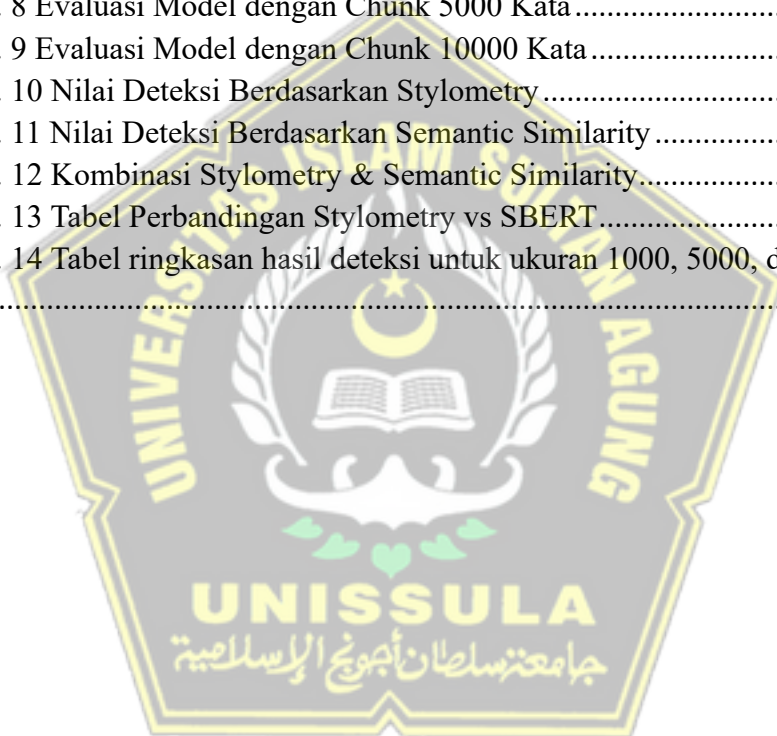 . 8 Evaluasi Model dengan Chunk 5000 Kata..............................
. 9 Evaluasi Model dengan Chunk 10000 Kata............................
. 10 Nilai Deteksi Berdasarkan Stylometry..................................
. 11 Nilai Deteksi Berdasarkan Semantic Similarity....................
. 12 Kombinasi Stylometry & Semantic Similarity......................
. 13 Tabel Perbandingan Stylometry vs SBERT...........................
. 14 Tabel ringkasan hasil deteksi untuk ukuran 1000, 5000, d
................................................................................................
UNIVERSITAS ISLAM SULTAN AGUNG
UNISSULA
جامعة سلطان أجونج الإسلامية